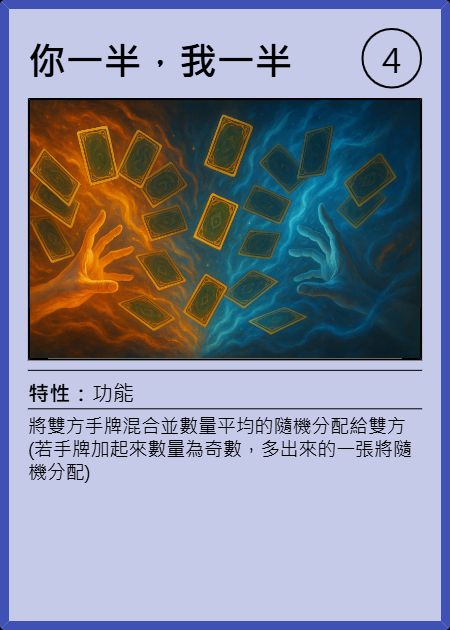 你一半，我一半
4
特性：功能
將雙方手牌混合並數量平均的隨機分配給雙方
(若手牌加起來數量為奇數，多出來的一張將隨
機分配)